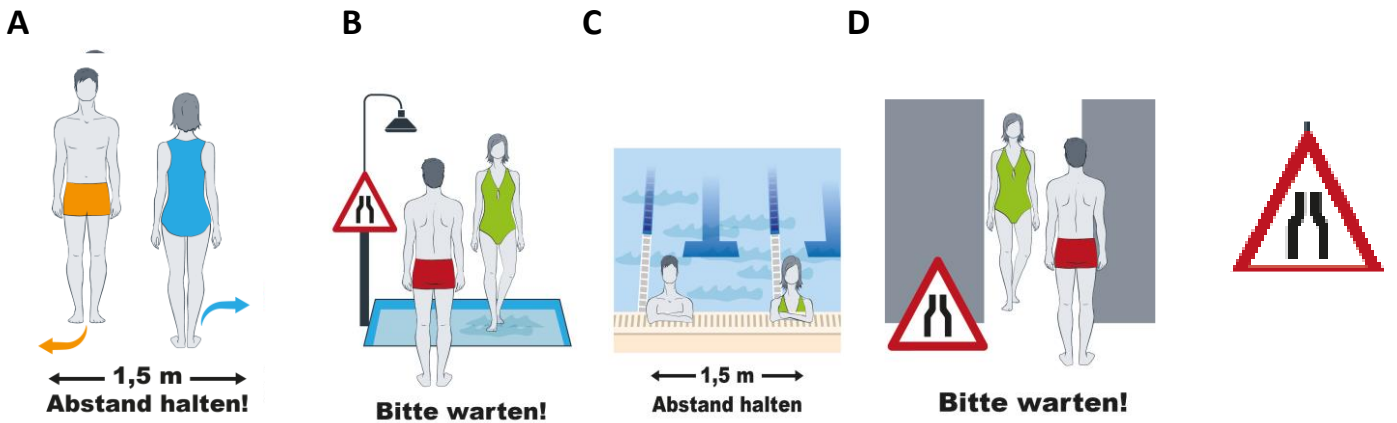 A B C D
1,5 m
Abstand halten!
Bitte warten!
1,5 m
Abstand halten
Bitte warten!